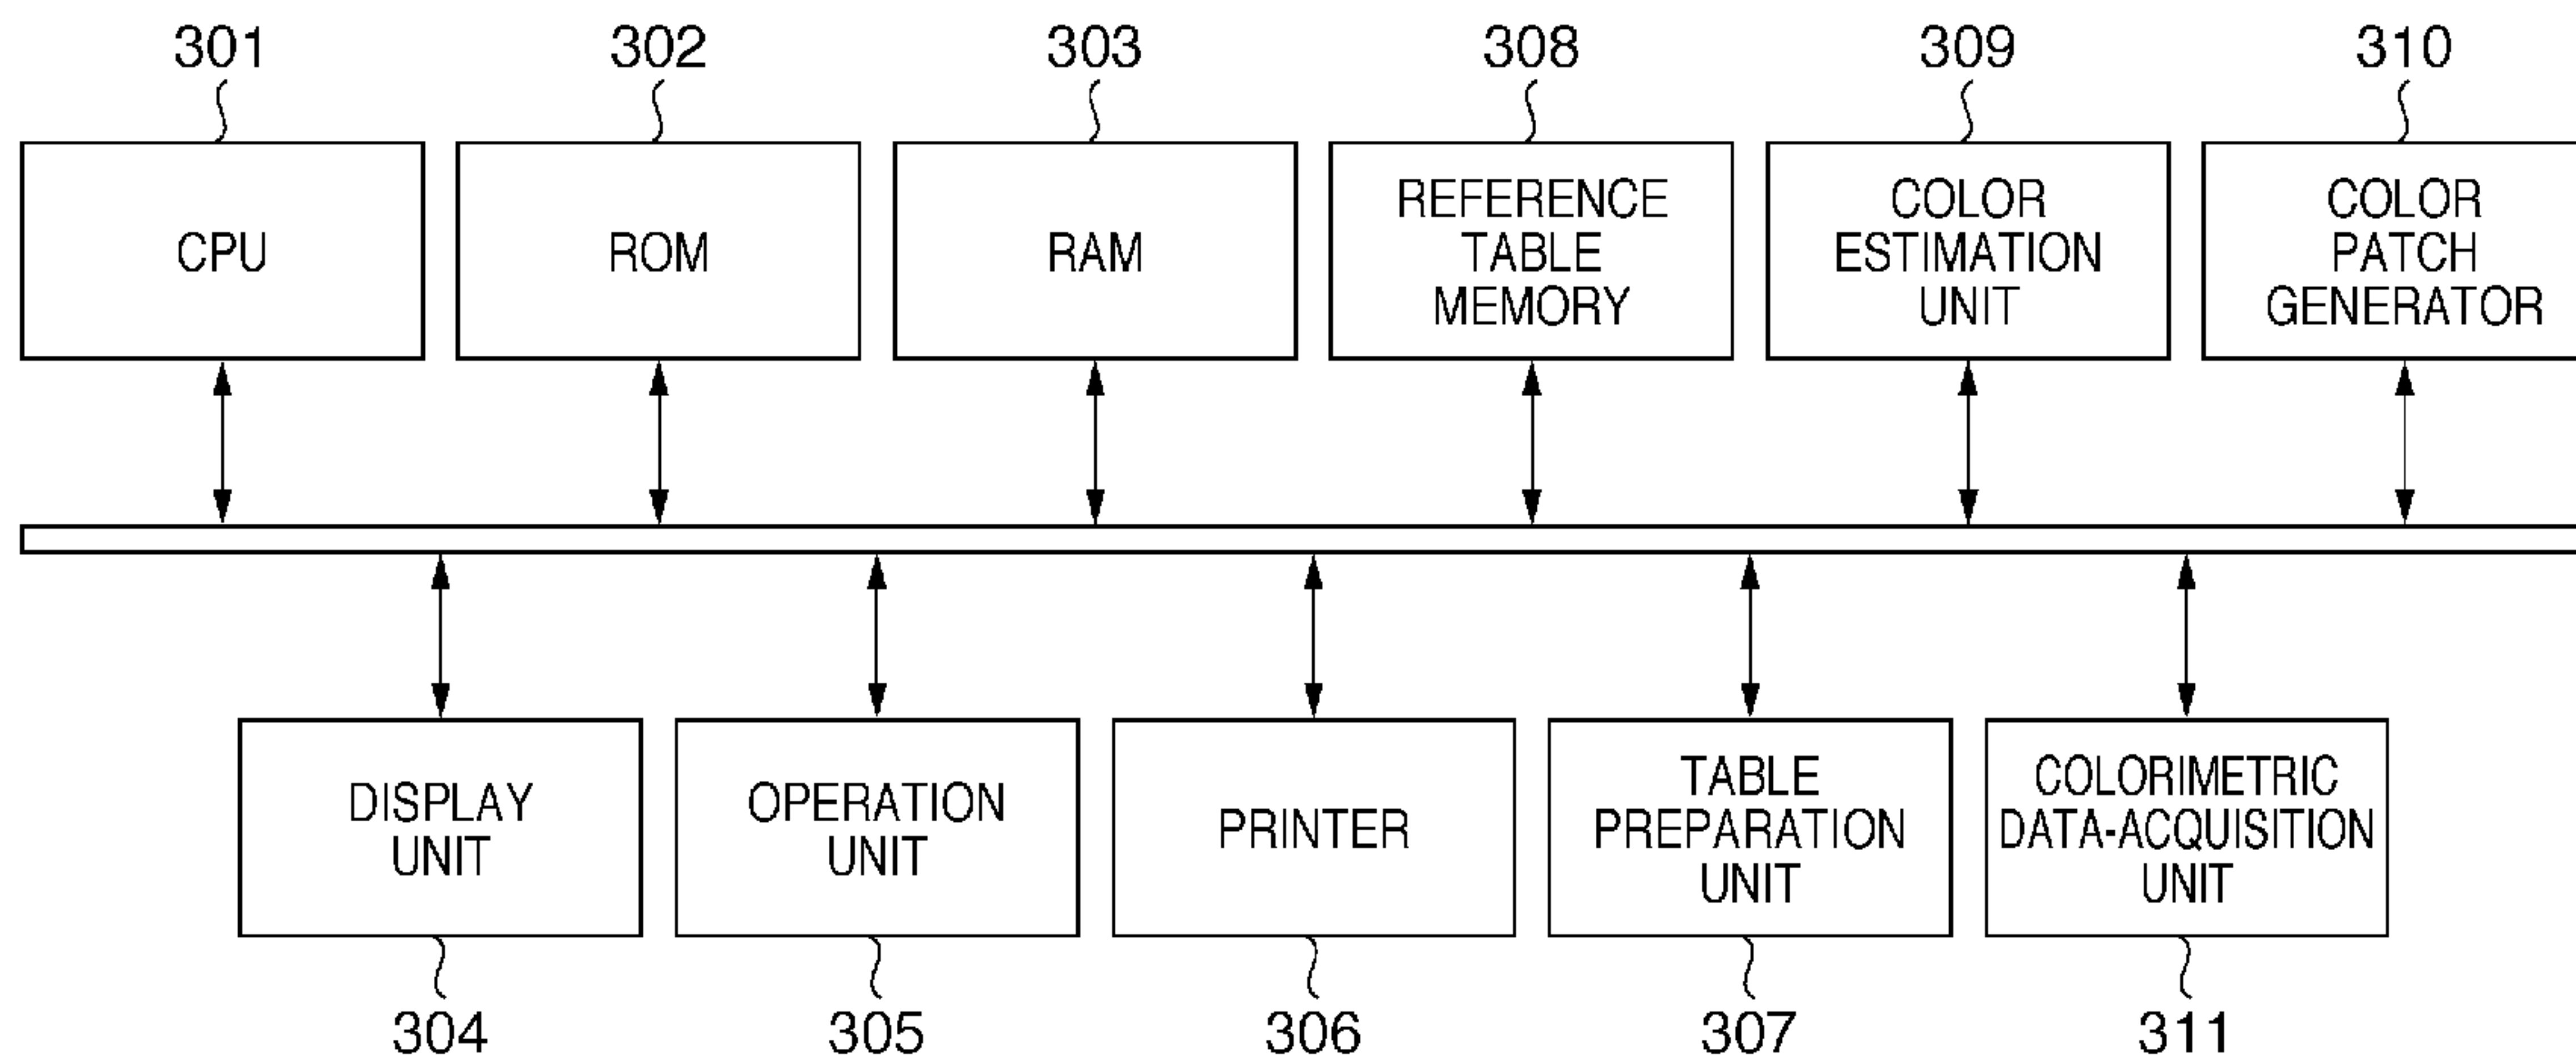 301
302
303
308
309
310
CPU
ROM
RAM
REFERENCE
TABLE
MEMORY
COLOR
ESTIMATION
UNIT
COLOR
PATCH
GENERATOR
DISPLAY
UNIT
OPERATION
UNIT
PRINTER
TABLE
PREPARATION
UNIT
COLORIMETRIC
DATA-ACQUISITION
UNIT
304
305
306
307
311